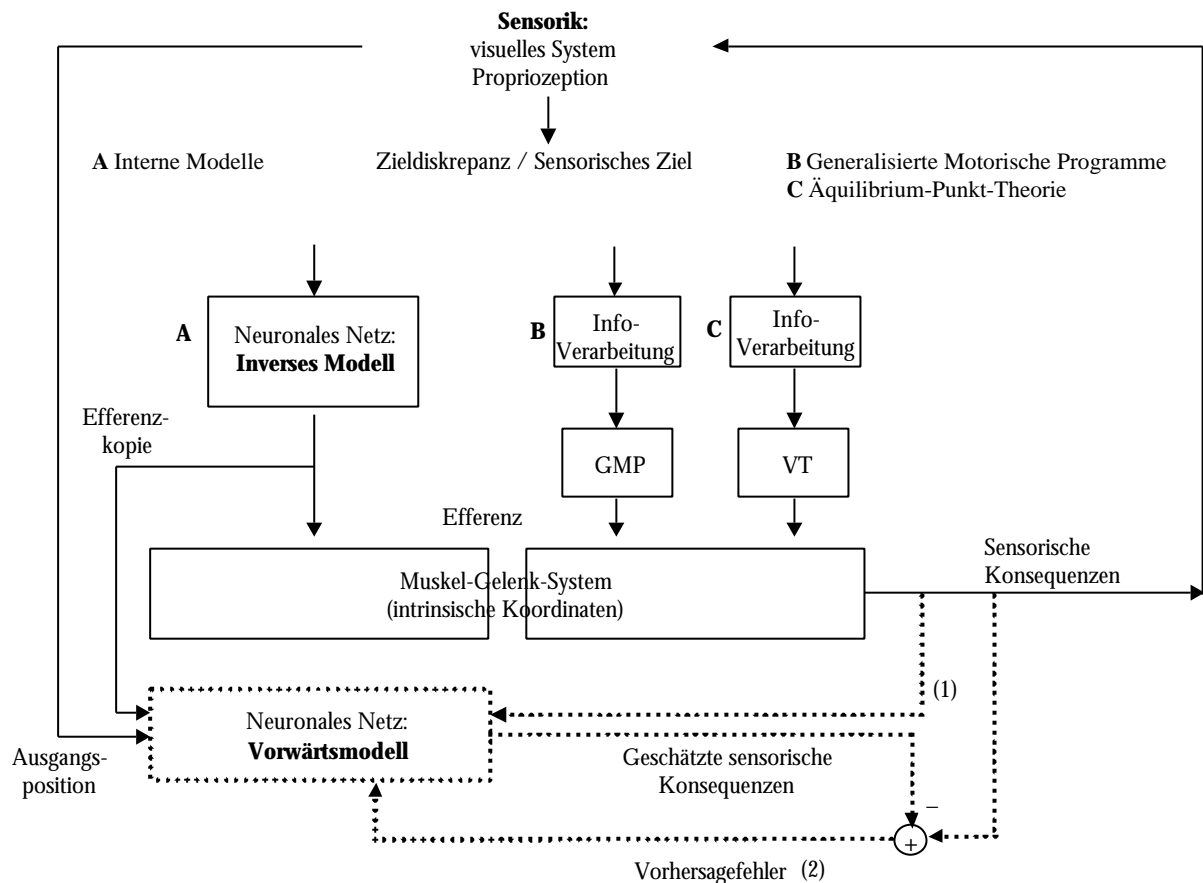 Sensorik:
visuelles System
Propriozeption
A Interne Modelle
Zieldiskrepanz / Sensorisches Ziel
B Generalisierte Motorische Programme
C Äquilibrium-Punkt-Theorie
A
Neuronales Netz:
Inverses Modell
B
Info-
Verarbeitung
C
Info-
Verarbeitung
Efferenz-
kopie
GMP
VT
Efferenz
Muskel-Gelenk-System
(intrinsische Koordinaten)
Sensorische
Konsequenzen
(1)
Neuronales Netz:
Vorwärtsmodell
Ausgangs-
position
Geschätzte sensorische
Konsequenzen
–
+
Vorhersagefehler (2)